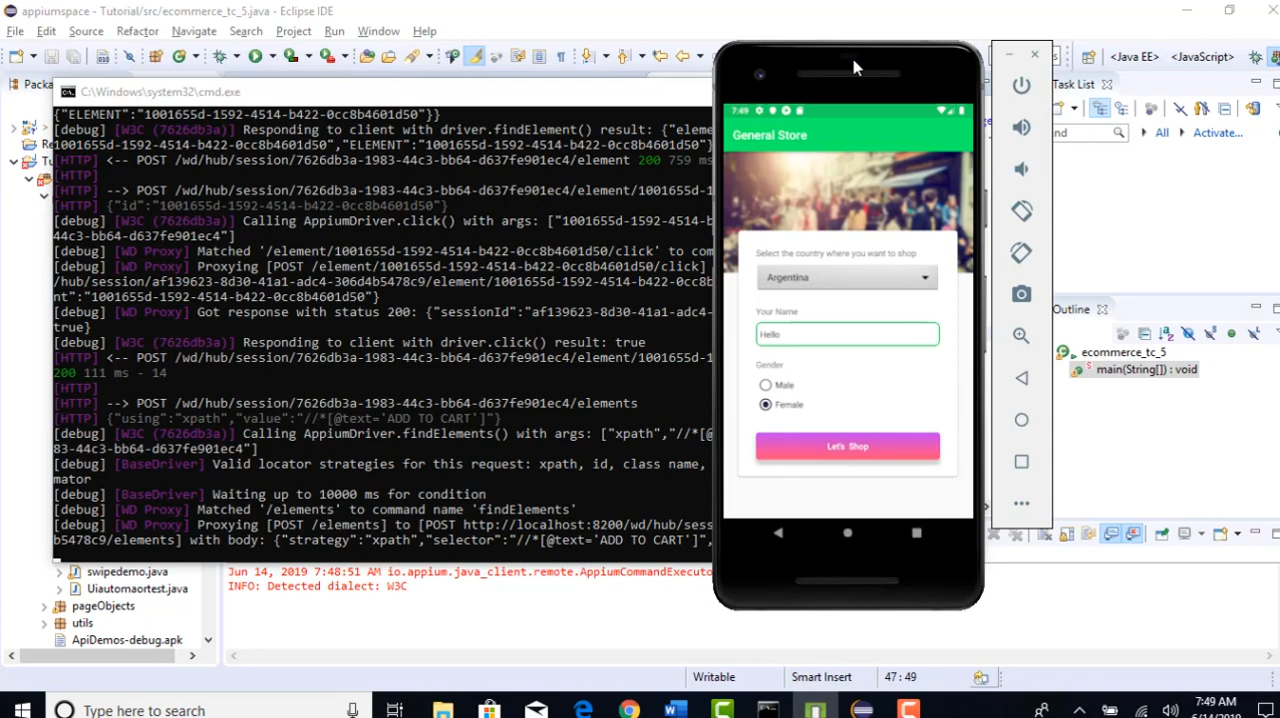 appiumspace - Tutorial/src/ecommerce_tc_5.java - Eclipse IDE
File Edit Source Refactor Navigate Search Project Run Window Help
<Java EE> <JavaScript>
Packa
C:\Windows\system32\cmd.exe
{"ELEMENT":"1001655d-1592-4514-b422-0cc8b4601d50"}}
[debug] [W3C (7626db3a)] Responding to client with driver.findElement() result: {"eleme
1001655d-1592-4514-b422-0cc8b4601d50","ELEMENT":"1001655d-1592-4514-b422-0cc8b4601d50"}
[HTTP] <-- POST /wd/hub/session/7626db3a-1983-44c3-bb64-d637fe9401ec4/element 200 759 ms
[HTTP]
[HTTP] --> POST /wd/hub/session/7626db3a-1983-44c3-bb64-d637fe9401ec4/element/1001655d-1
[HTTP] {"id":"1001655d-1592-4514-b422-0cc8b4601d50"}
[debug] [W3C (7626db3a)] Calling AppiumDriver.click() with args: ["1001655d-1592-4514-b
44c3-bb64-d637fe9401ec4"]
[debug] [WD Proxy] Matched '/element/1001655d-1592-4514-b422-0cc8b4601d50/click' to com
[debug] [WD Proxy] Proxying [POST /element/1001655d-1592-4514-b422-0cc8b4601d50/click]
/session/af139623-8d30-41a1-adc4-306d4b5478c9/element/1001655d-1592-4514-b422-0cc8b4601
nt":"1001655d-1592-4514-b422-0cc8b4601d50"}
[debug] [WD Proxy] Got response with status 200: {"sessionId":"af139623-8d30-41a1-adc4-
true}
[debug] [W3C (7626db3a)] Responding to client with driver.click() result: true
[HTTP] <-- POST /wd/hub/session/7626db3a-1983-44c3-bb64-d637fe9401ec4/element/1001655d-1
200 111 ms - 14
[HTTP]
[HTTP] --> POST /wd/hub/session/7626db3a-1983-44c3-bb64-d637fe9401ec4/elements
[HTTP] {"using":"xpath","value":"//*[@text='ADD TO CART']"}
[debug] [W3C (7626db3a)] Calling AppiumDriver.findElements() with args: ["xpath","//*[@
44c3-bb64-d637fe9401ec4"]
[debug] [BaseDriver] Valid locator strategies for this request: xpath, id, class name,
mator
[debug] [BaseDriver] Waiting up to 10000 ms for condition
[debug] [WD Proxy] Matched '/elements' to command name 'findElements'
[debug] [WD Proxy] Proxying [POST /elements] to [POST http://localhost:8200/wd/hub/sess
b5478c9/elements] with body: {"strategy":"xpath","selector":"//*[@text='ADD TO CART']",
7:49
General Store
Select the country where you want to shop
Argentina
Your Name
Hello
Gender
Male
Female
Let's Shop
Task List
nd All Activate...
Outline
ecommerce_tc_5
main(String[]) : void
swipedemo.java
Uiautomaortest.java
pageObjects
utils
ApiDemos-debug.apk
Jun 14, 2019 7:48:51 AM io.appium.java_client.remote.AppiumCommandExecuto
INFO: Detected dialect: W3C
Writable Smart Insert 47 : 49
Type here to search
7:49 AM